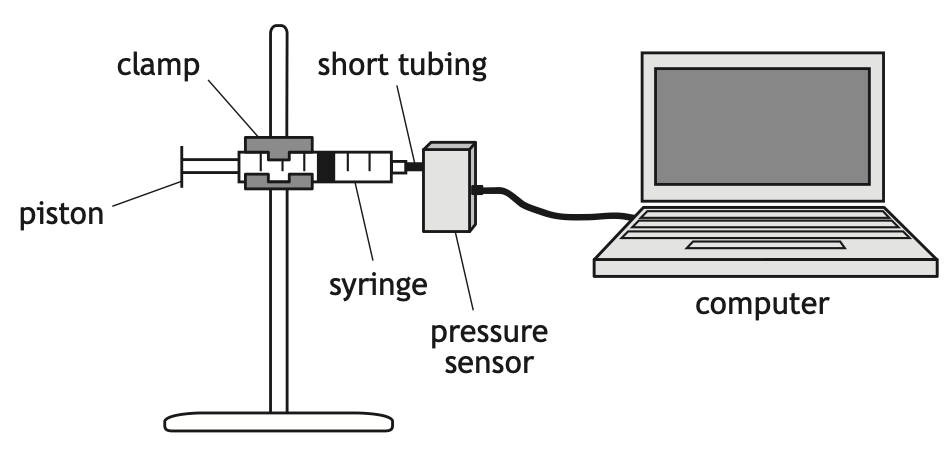 clamp
short tubing
piston
syringe
pressure
sensor
computer